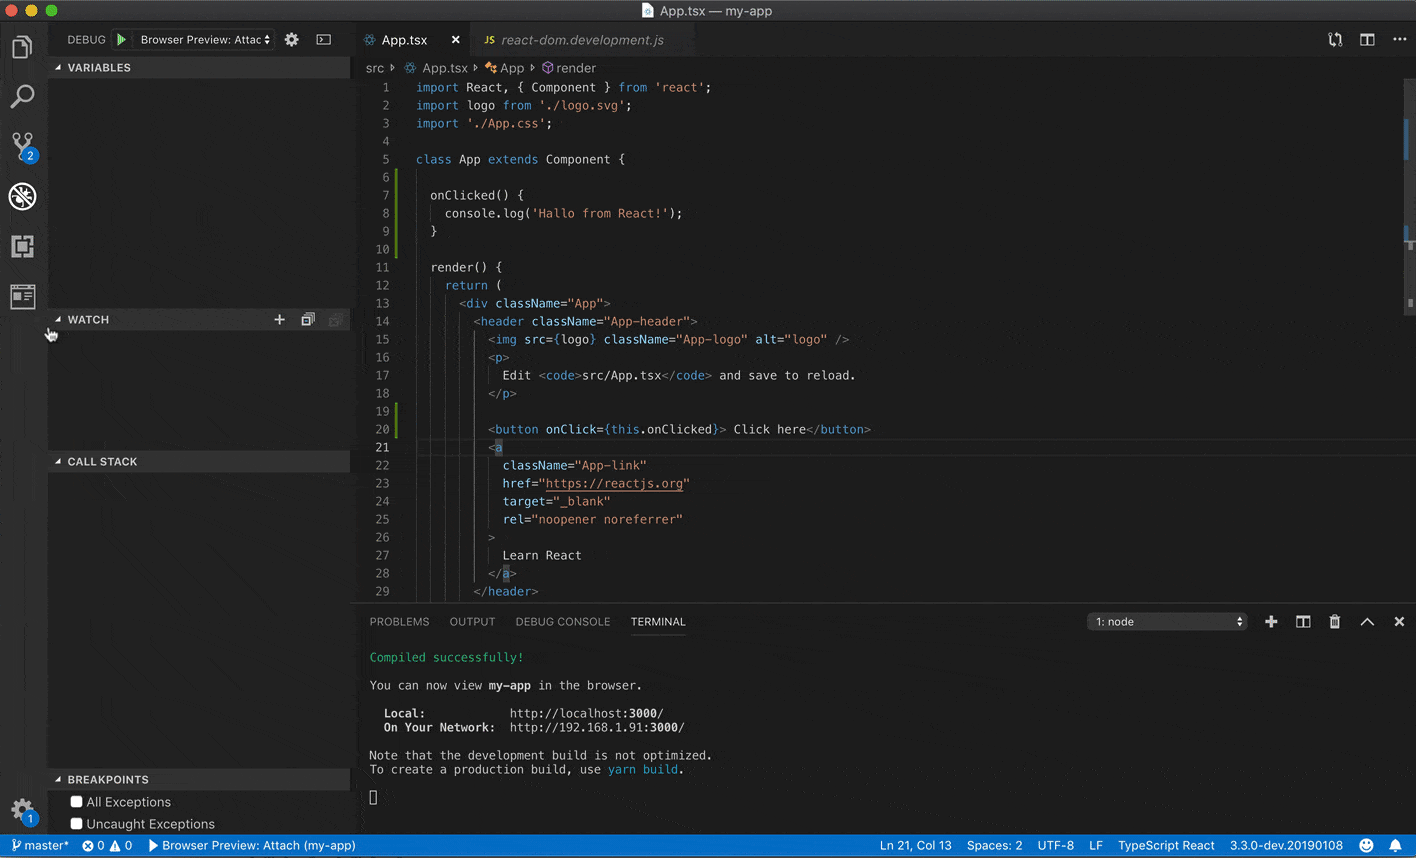 App.tsx — my-app
DEBUG Browser Preview: Attac
App.tsx
JS react-dom.development.js
VARIABLES
src App.tsx App render
1 import React, { Component } from 'react';
2 import logo from './logo.svg';
3 import './App.css';
4
5 class App extends Component {
6
7 onClicked() {
8 console.log('Hallo from React!');
9 }
10
11 render() {
12 return (
13 <div className="App">
14 <header className="App-header">
15 <img src={logo} className="App-logo" alt="logo" />
16 <p>
17 Edit <code>src/App.tsx</code> and save to reload.
18 </p>
19
20 <button onClick={this.onClicked}> Click here</button>
21 <a
22 className="App-link"
23 href="https://reactjs.org"
24 target="_blank"
25 rel="noopener noreferrer"
26 >
27 Learn React
28 </a>
29 </header>
2
WATCH
CALL STACK
BREAKPOINTS
All Exceptions
Uncaught Exceptions
1
PROBLEMS OUTPUT DEBUG CONSOLE TERMINAL
1: node
Compiled successfully!
You can now view my-app in the browser.
Local: http://localhost:3000/
On Your Network: http://192.168.1.91:3000/
Note that the development build is not optimized.
To create a production build, use yarn build.
master* 0 0 Browser Preview: Attach (my-app)
Ln 21, Col 13 Spaces: 2 UTF-8 LF TypeScript React 3.3.0-dev.20190108